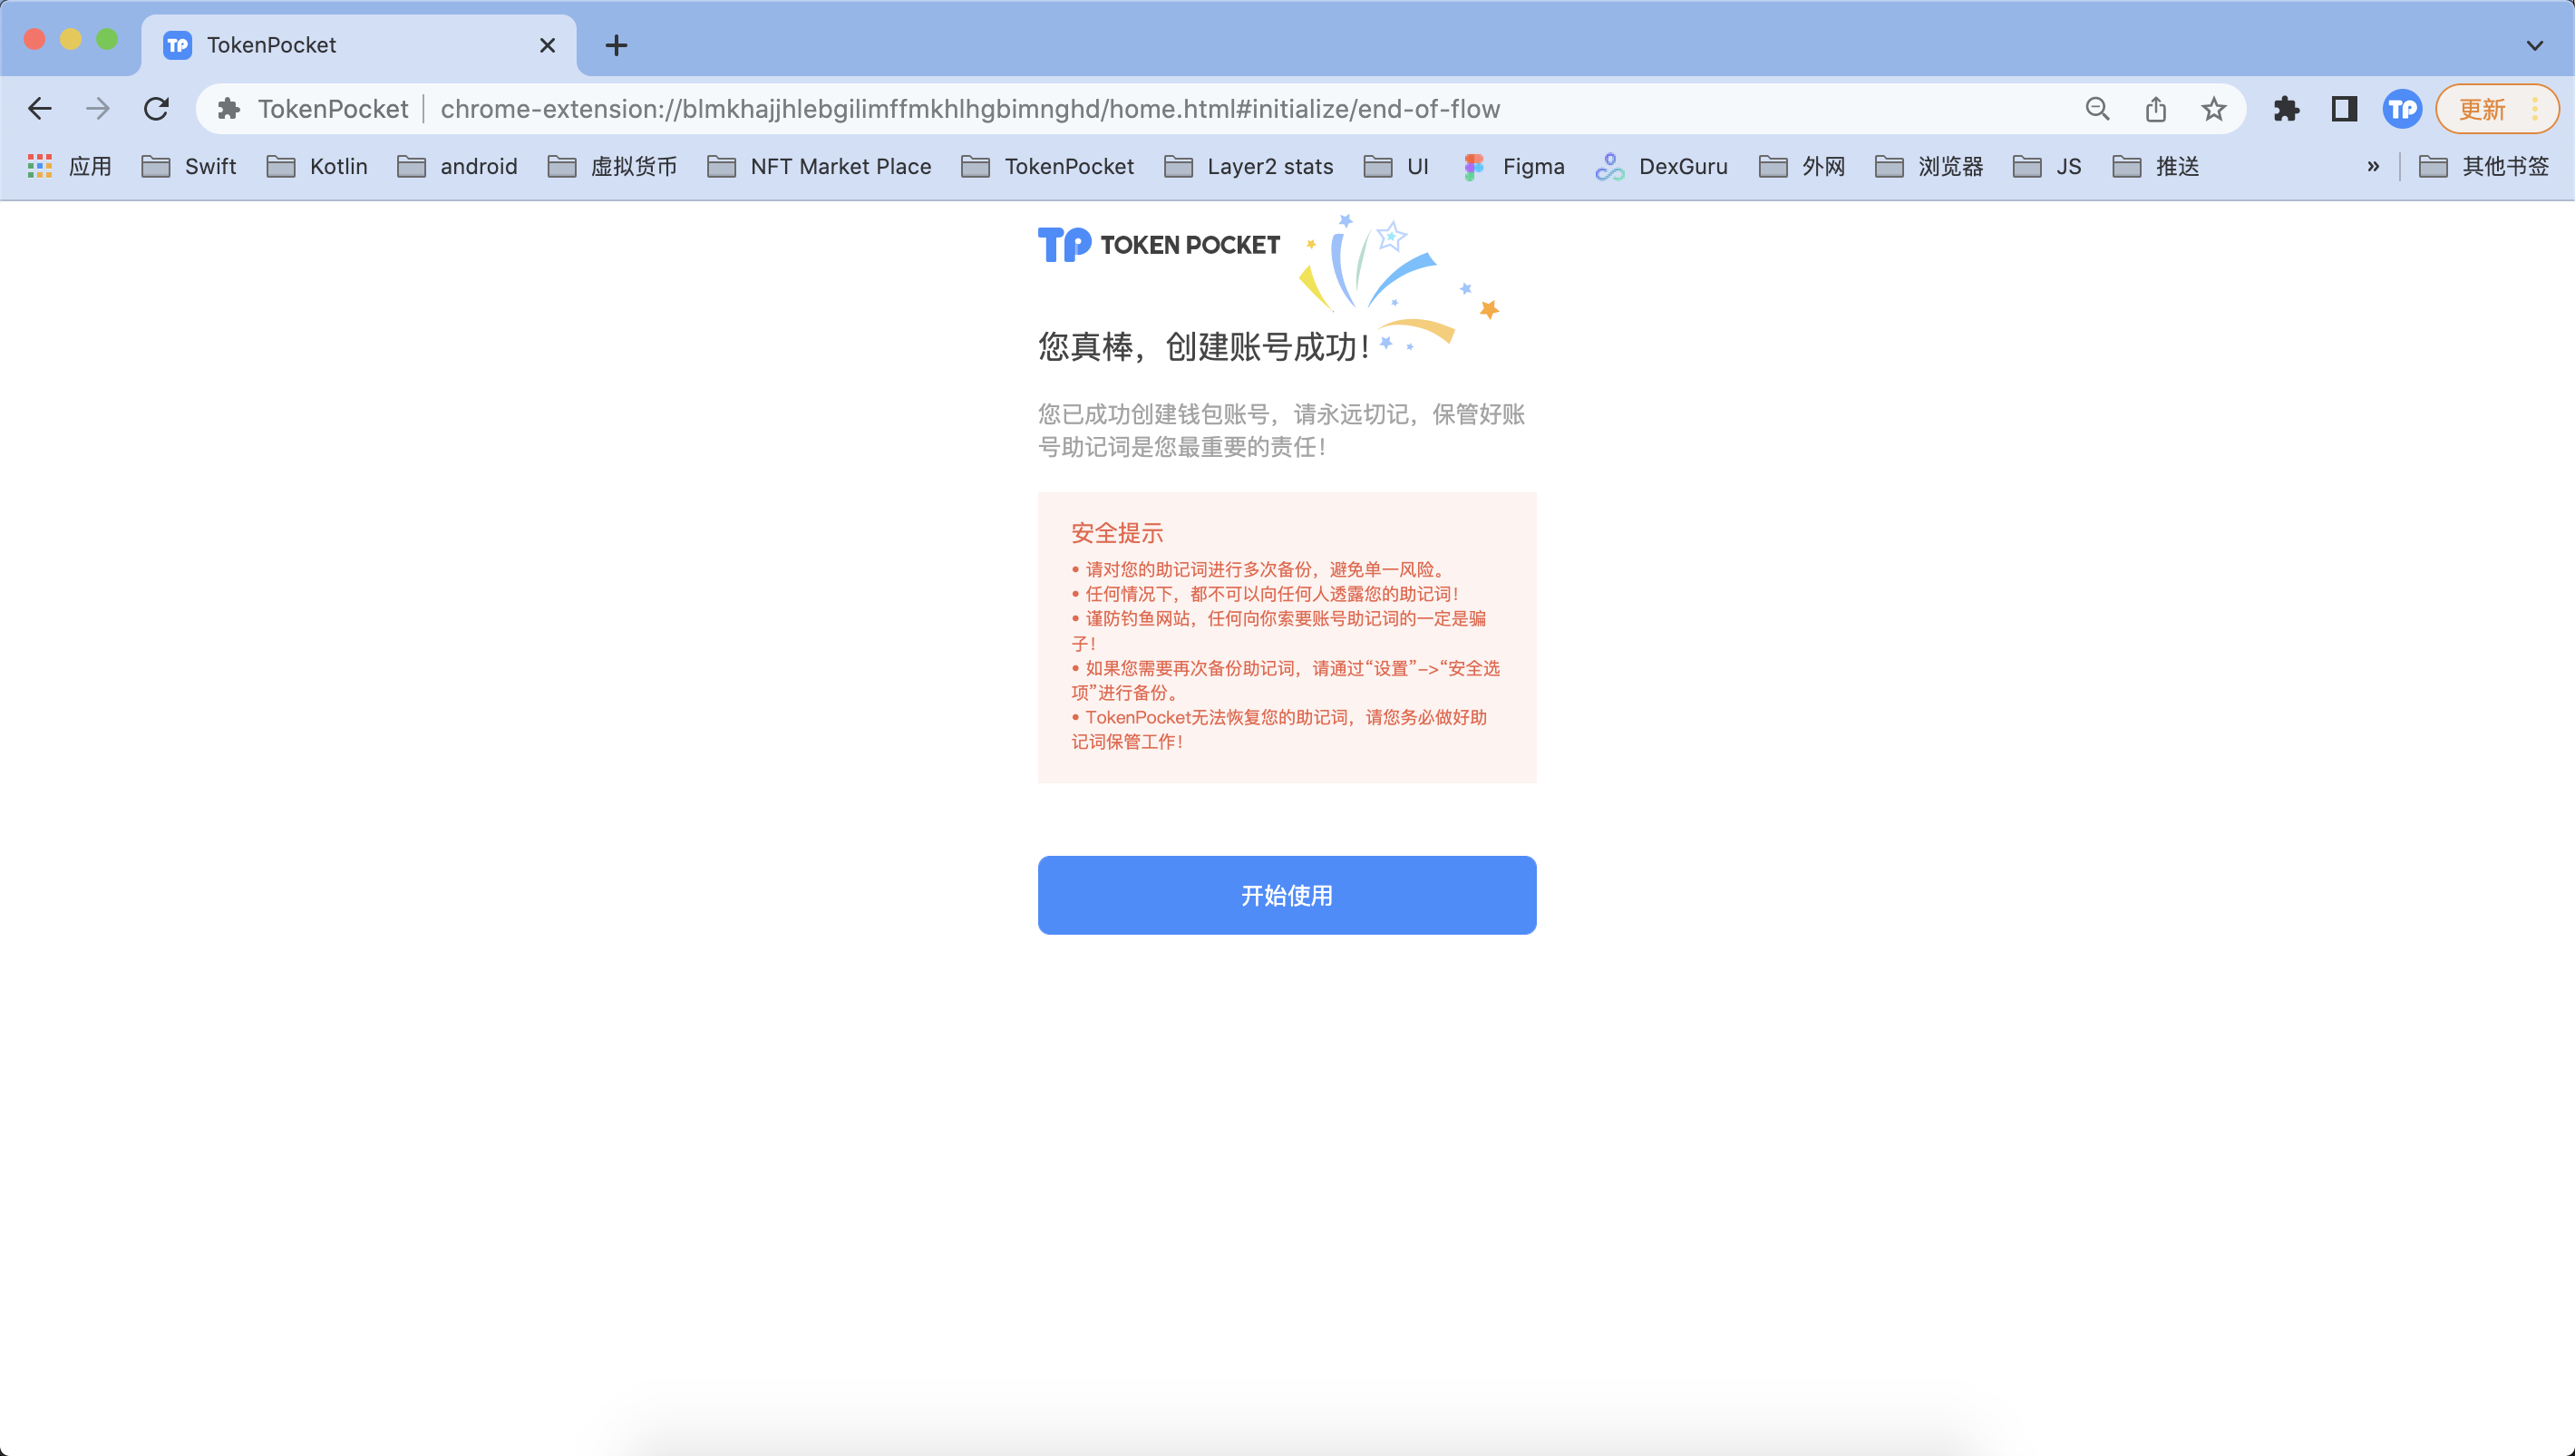 TokenPocket
TokenPocket chrome-extension://blmkhajjhlebgilimffmkhlhgbimnghd/home.html#initialize/end-of-flow TP 更新
应用 Swift Kotlin android 虚拟货币 NFT Market Place TokenPocket Layer2 stats UI Figma DexGuru 外网 浏览器 JS 推送 » 其他书签
TP TOKEN POCKET
您真棒，创建账号成功！
您已成功创建钱包账号，请永远切记，保管好账
号助记词是您最重要的责任！
安全提示
• 请对您的助记词进行多次备份，避免单一风险。
• 任何情况下，都不可以向任何人透露您的助记词！
• 谨防钓鱼网站，任何向你索要账号助记词的一定是骗
子！
• 如果您需要再次备份助记词，请通过“设置”->“安全选
项”进行备份。
• TokenPocket无法恢复您的助记词，请您务必做好助
记词保管工作！
开始使用